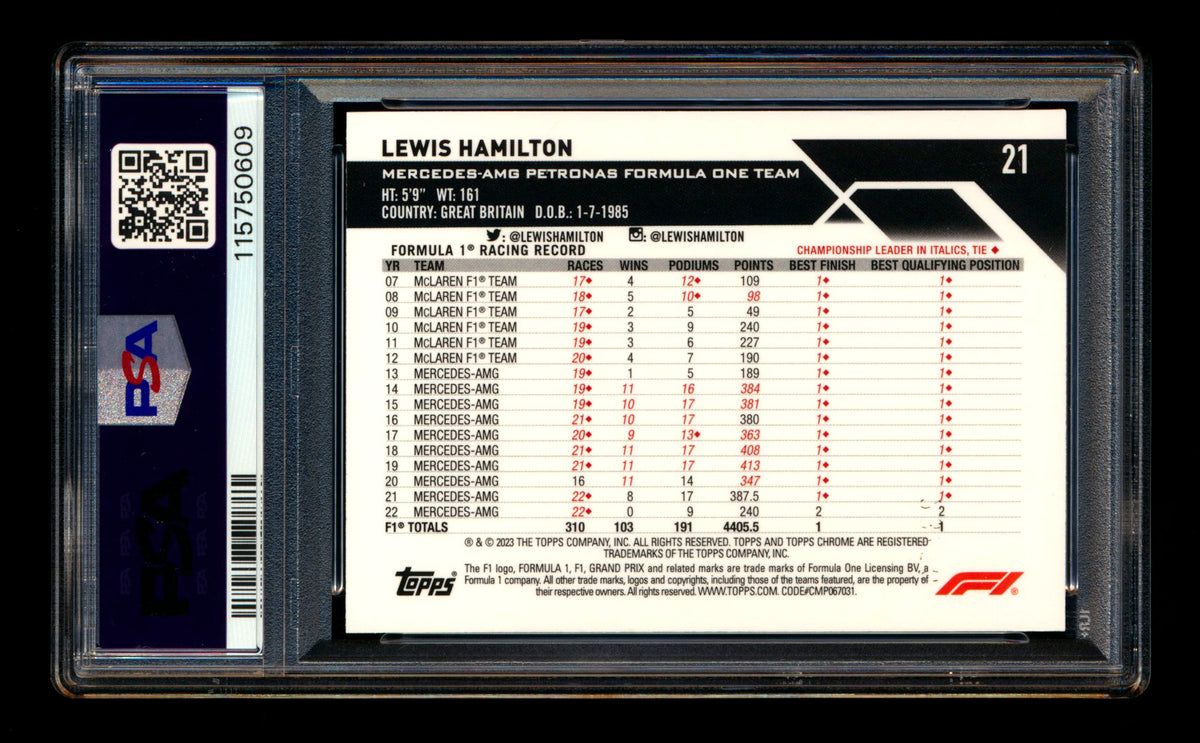 115750609
PSA
PSA
LEWIS HAMILTON
21
MERCEDES-AMG PETRONAS FORMULA ONE TEAM
HT: 5'9" WT: 161
COUNTRY: GREAT BRITAIN D.O.B.: 1-7-1985
: @LEWISHAMILTON : @LEWISHAMILTON
FORMULA 1® RACING RECORD CHAMPIONSHIP LEADER IN ITALICS, TIE ♦
YR TEAM RACES WINS PODIUMS POINTS BEST FINISH BEST QUALIFYING POSITION
07 McLAREN F1® TEAM 17♦ 4 12♦ 109 1♦ 1♦
08 McLAREN F1® TEAM 18♦ 5 10♦ 98 1♦ 1♦
09 McLAREN F1® TEAM 17♦ 2 5 49 1♦ 1♦
10 McLAREN F1® TEAM 19♦ 3 9 240 1♦ 1♦
11 McLAREN F1® TEAM 19♦ 3 6 227 1♦ 1♦
12 McLAREN F1® TEAM 20♦ 4 7 190 1♦ 1♦
13 MERCEDES-AMG 19♦ 1 5 189 1♦ 1♦
14 MERCEDES-AMG 19♦ 11 16 384 1♦ 1♦
15 MERCEDES-AMG 19♦ 10 17 381 1♦ 1♦
16 MERCEDES-AMG 21♦ 10 17 380 1♦ 1♦
17 MERCEDES-AMG 20♦ 9 13♦ 363 1♦ 1♦
18 MERCEDES-AMG 21♦ 11 17 408 1♦ 1♦
19 MERCEDES-AMG 21♦ 11 17 413 1♦ 1♦
20 MERCEDES-AMG 16 11 14 347 1♦ 1♦
21 MERCEDES-AMG 22♦ 8 17 387.5 1♦ 1♦
22 MERCEDES-AMG 22♦ 0 9 240 2 2
F1® TOTALS 310 103 191 4405.5 1 1
® & © 2023 THE TOPPS COMPANY, INC. ALL RIGHTS RESERVED. TOPPS AND TOPPS CHROME ARE REGISTERED
TRADEMARKS OF THE TOPPS COMPANY, INC.
The F1 logo, FORMULA 1, F1, GRAND PRIX and related marks are trade marks of Formula One Licensing BV, a
Formula 1 company. All other trade marks, logos and copyrights, including those of the teams featured, are the property of
their respective owners. All rights reserved. WWW.TOPPS.COM. CODE#CMP067031.
Topps
F1®